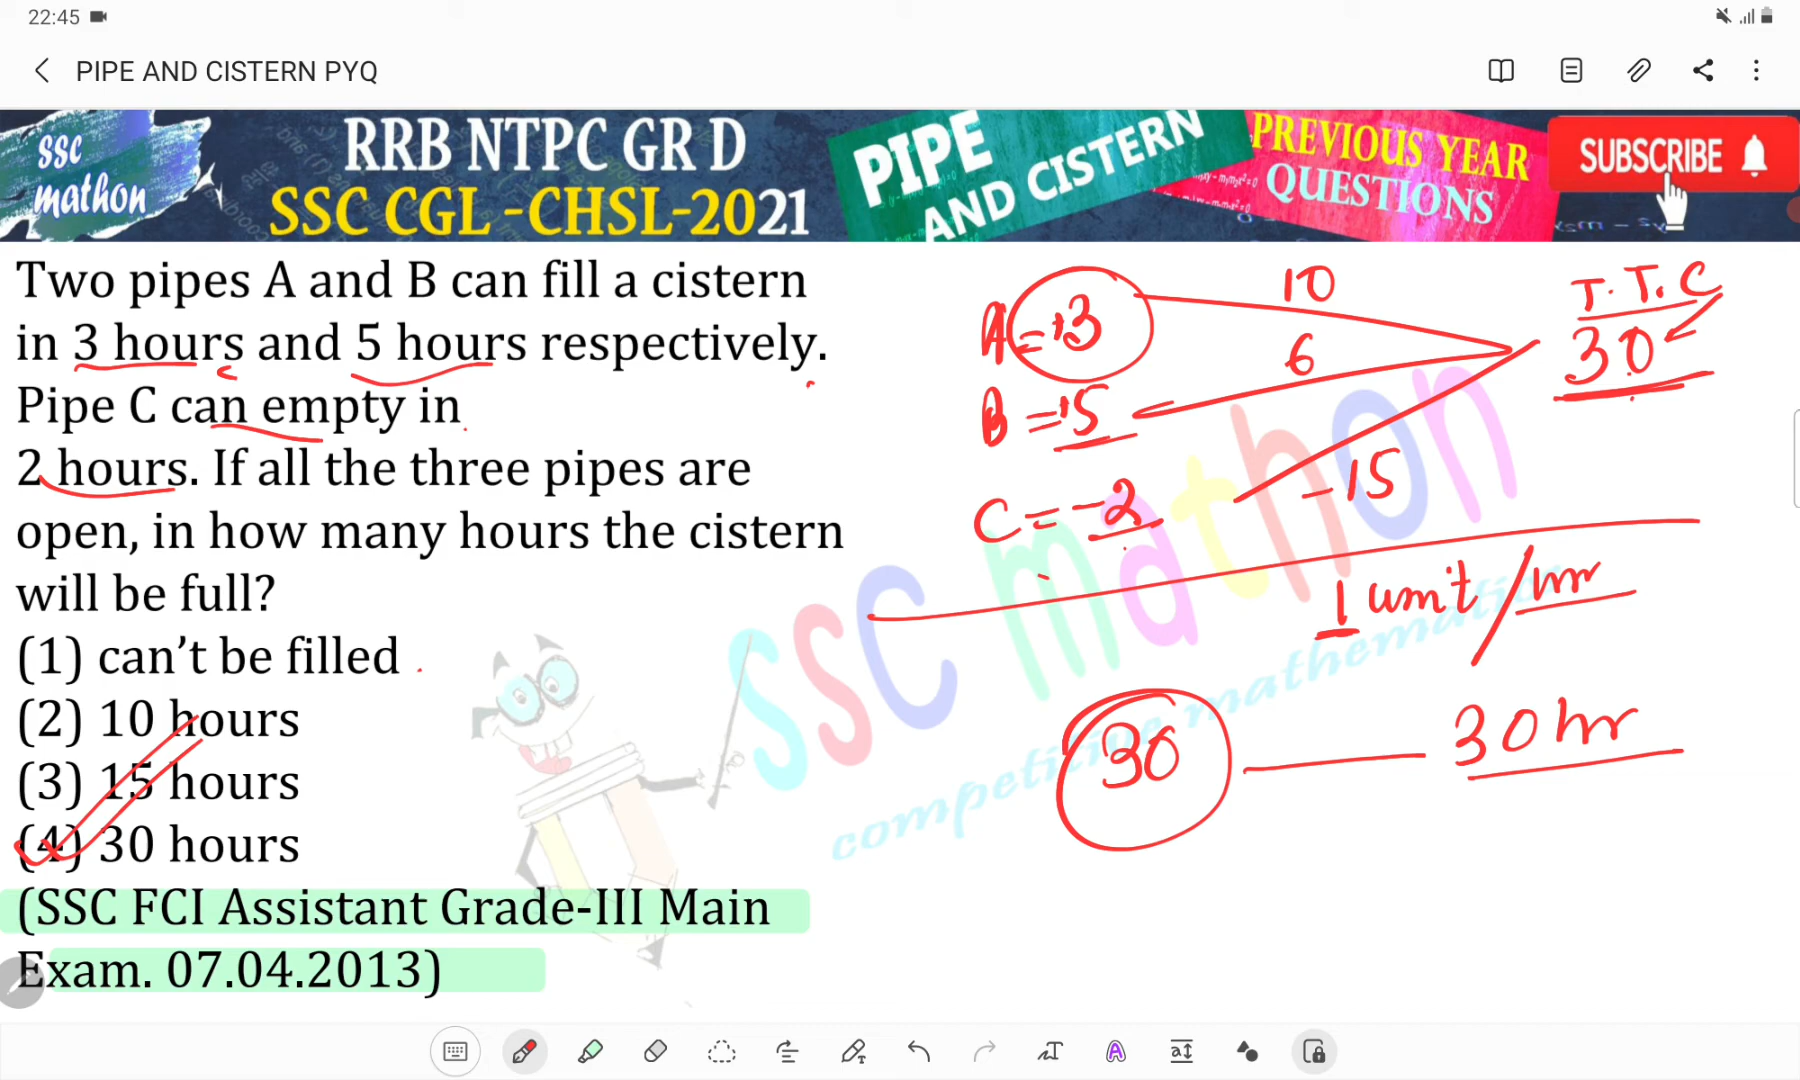 22:45
PIPE AND CISTERN PYQ
SSC
mathon
RRB NTPC GR D
SSC CGL -CHSL-2021
PIPE
AND CISTERN
PREVIOUS YEAR
QUESTIONS
SUBSCRIBE
Two pipes A and B can fill a cistern
in 3 hours and 5 hours respectively.
Pipe C can empty in
2 hours. If all the three pipes are
open, in how many hours the cistern
will be full?
(1) can’t be filled
(2) 10 hours
(3) 15 hours
(4) 30 hours
(SSC FCI Assistant Grade-III Main
Exam. 07.04.2013)
A = +3
10
T. T. C
30
6
B = +5
C = -2
-15
1 unit / hr
30
30 hr
ssc mathon
competitive mathematics